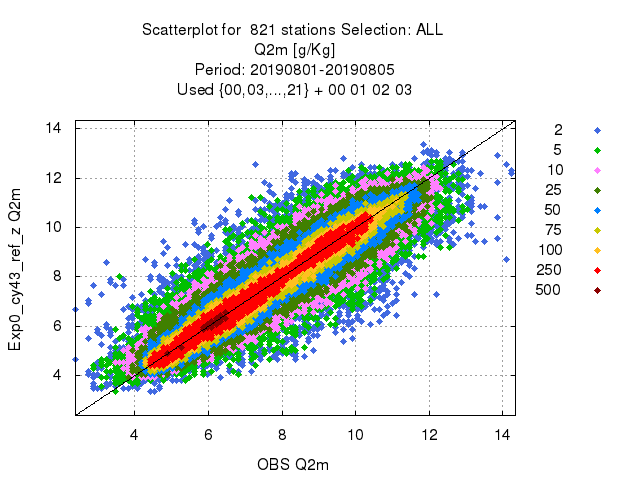 Scatterplot for  821 stations Selection: ALL
Q2m [g/Kg]
Period: 20190801-20190805
Used {00,03,...,21} + 00 01 02 03
14
12
10
8
6
4
Exp0_cy43_ref_z Q2m
4 6 8 10 12 14
OBS Q2m
2
5
10
25
50
75
100
250
500